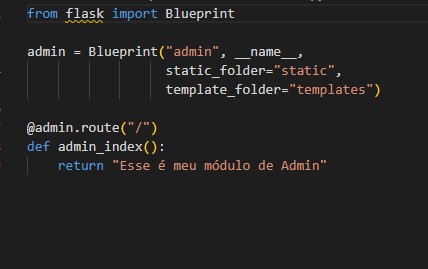 from flask import Blueprint
admin = Blueprint("admin", __name__,
static_folder="static",
template_folder="templates")
@admin.route("/")
def admin_index():
return "Esse é meu módulo de Admin"